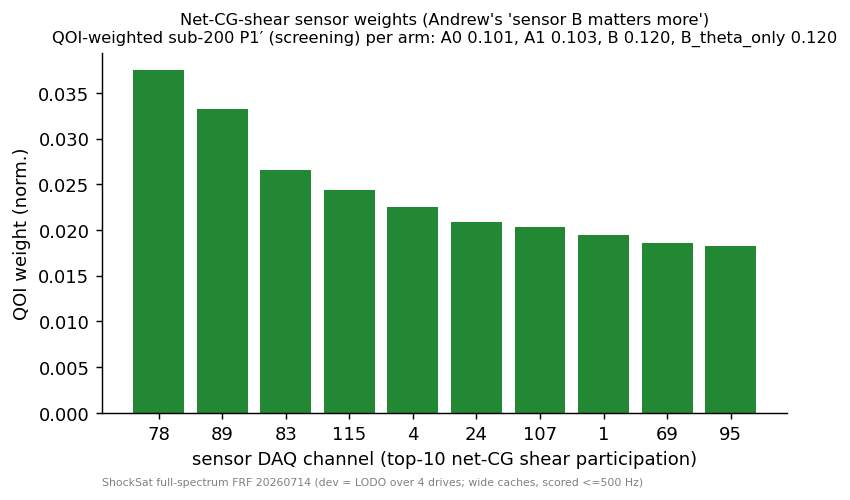 Net-CG-shear sensor weights (Andrew's 'sensor B matters more')
QOI-weighted sub-200 P1′ (screening) per arm: A0 0.101, A1 0.103, B 0.120, B_theta_only 0.120
QOI weight (norm.)
0.035
0.030
0.025
0.020
0.015
0.010
0.005
0.000
78 89 83 115 4 24 107 1 69 95
sensor DAQ channel (top-10 net-CG shear participation)
ShockSat full-spectrum FRF 20260714 (dev = LODO over 4 drives; wide caches, scored <=500 Hz)